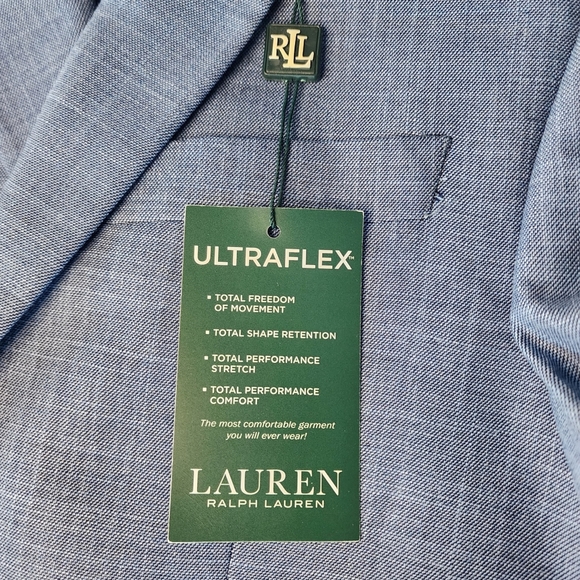 RLL
ULTRAFLEX™
▪ TOTAL FREEDOM
OF MOVEMENT
▪ TOTAL SHAPE RETENTION
▪ TOTAL PERFORMANCE
STRETCH
▪ TOTAL PERFORMANCE
COMFORT
The most comfortable garment
you will ever wear!
LAUREN
RALPH LAUREN